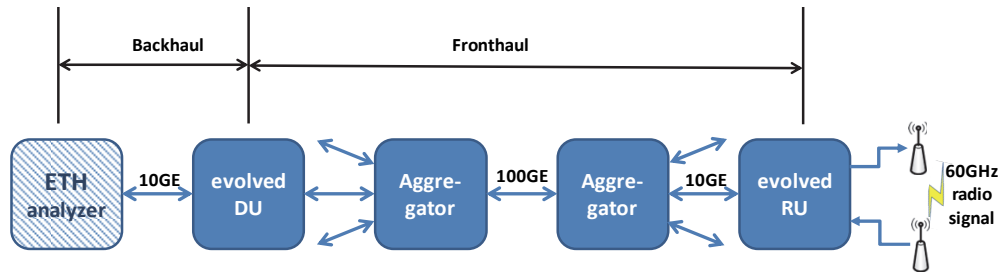 Backhaul
Fronthaul
ETH
analyzer
10GE
evolved
DU
Aggre-
gator
100GE
Aggre-
gator
10GE
evolved
RU
60GHz
radio
signal